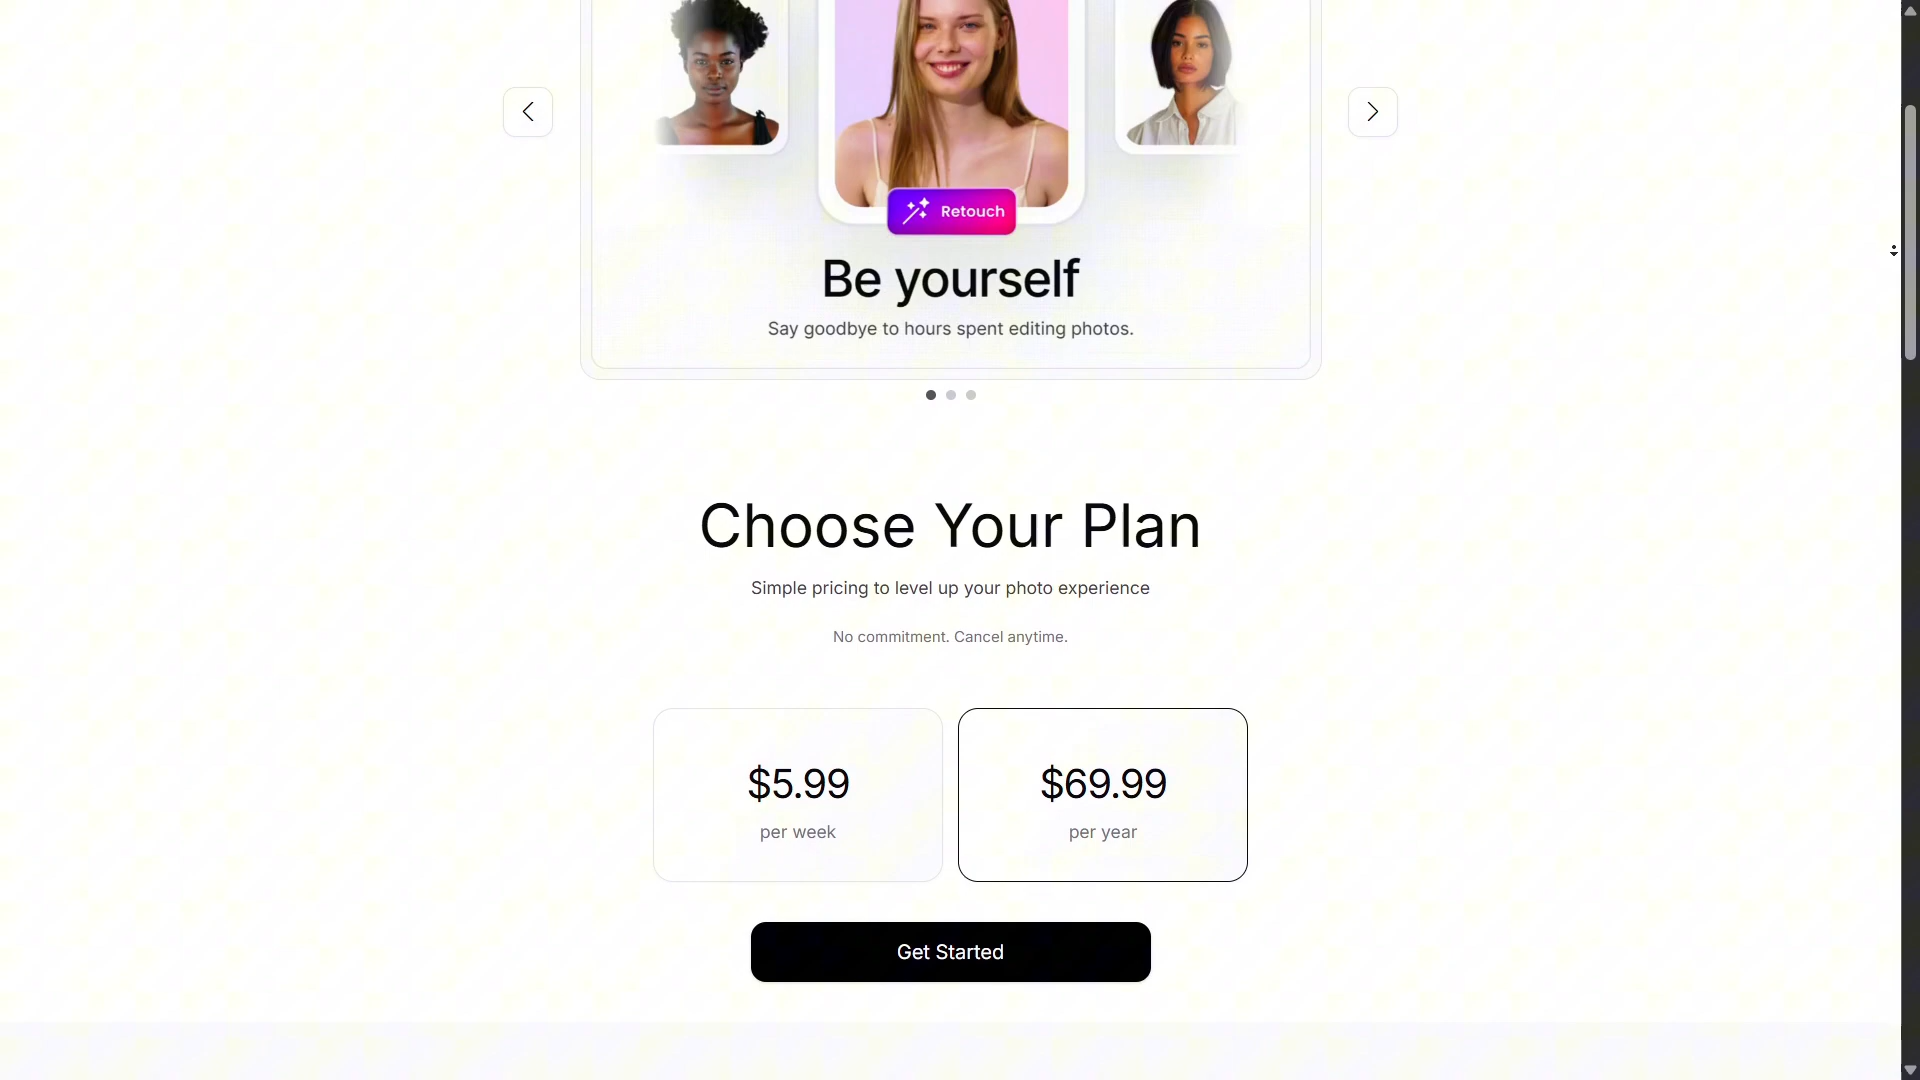 Retouch
Be yourself
Say goodbye to hours spent editing photos.
Choose Your Plan
Simple pricing to level up your photo experience
No commitment. Cancel anytime.
$5.99
per week
$69.99
per year
Get Started